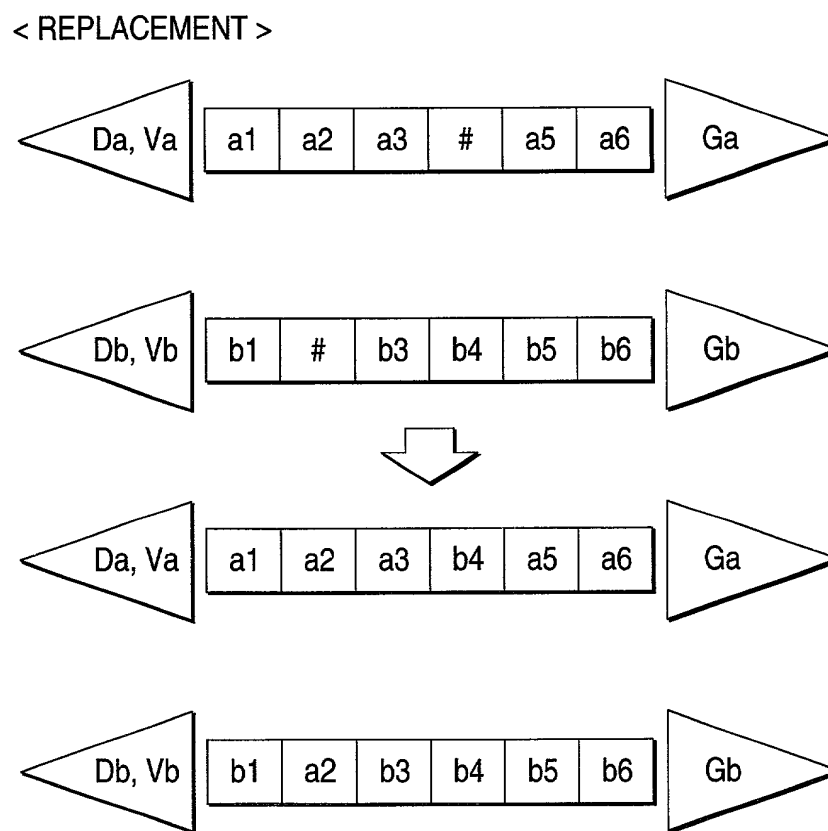 < REPLACEMENT >
Da, Va a1 a2 a3 # a5 a6 Ga
Db, Vb b1 # b3 b4 b5 b6 Gb
Da, Va a1 a2 a3 b4 a5 a6 Ga
Db, Vb b1 a2 b3 b4 b5 b6 Gb